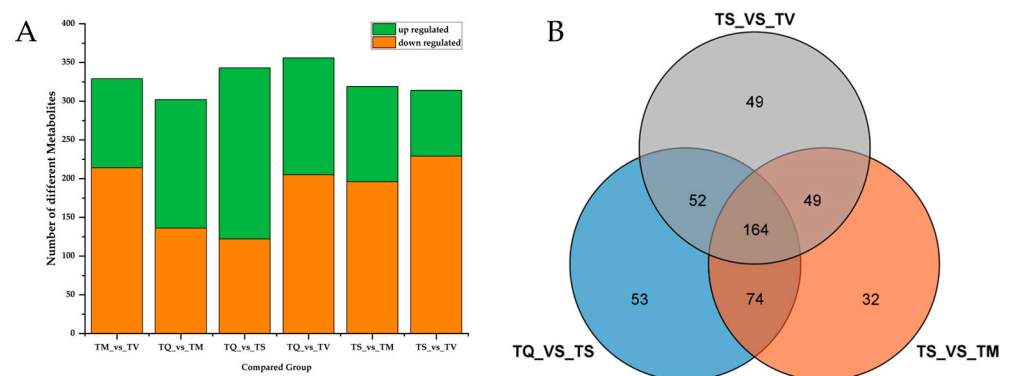 A
Number of different Metabolites
400
350
300
250
200
150
100
50
0
up regulated
down regulated
TM_vs_TV
TQ_vs_TM
TQ_vs_TS
TQ_vs_TV
TS_vs_TM
TS_vs_TV
Compared Group
B
TS_VS_TV
49
52
49
164
53
74
32
TQ_VS_TS
TS_VS_TM